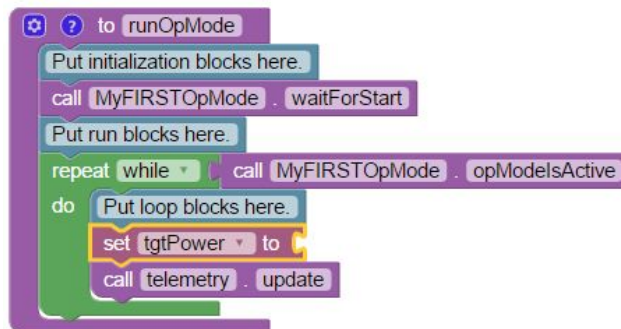 ? to runOpMode
Put initialization blocks here.
call MyFIRSTOpMode . waitForStart
Put run blocks here.
repeat while call MyFIRSTOpMode . opModeIsActive
do Put loop blocks here.
set tgtPower to
call telemetry . update